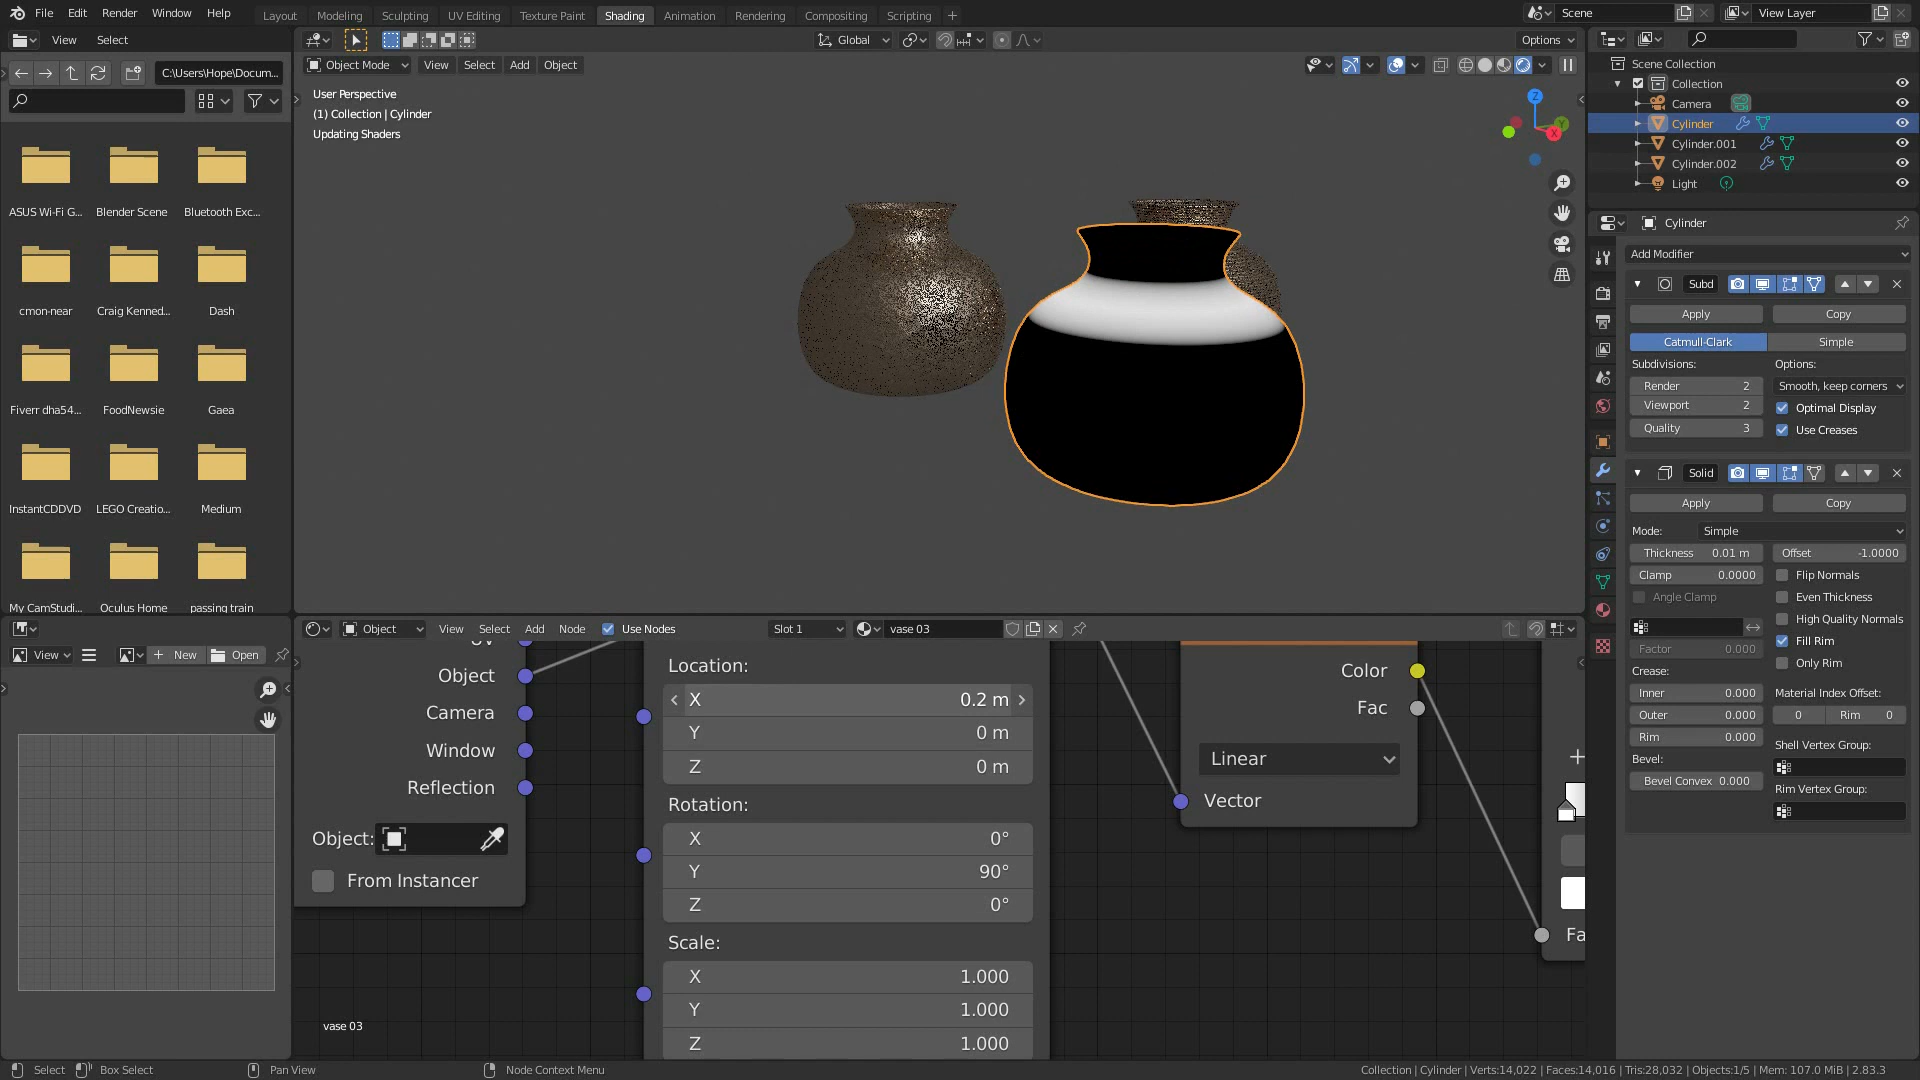 File Edit Render Window Help
Layout Modeling Sculpting UV Editing Texture Paint Shading Animation Rendering Compositing Scripting +
Scene
View Layer
View Select
Global
Options
C:\Users\Hope\Docum...
Object Mode View Select Add Object
User Perspective
(1) Collection | Cylinder
Updating Shaders
Z
Y
X
ASUS Wi-Fi G... Blender Scene Bluetooth Exc...
cmon-near Craig Kenned... Dash
Fiverr dha54... FoodNewsie Gaea
InstantCDDVD LEGO Creatio... Medium
My CamStudi... Oculus Home passing train
Scene Collection
Collection
Camera
Cylinder
Cylinder.001
Cylinder.002
Light
Cylinder
Add Modifier
Subd
Apply Copy
Catmull-Clark Simple
Subdivisions: Options:
Render 2 Smooth, keep corners
Viewport 2 Optimal Display
Quality 3 Use Creases
Solid
Apply Copy
Mode: Simple
Thickness 0.01 m Offset -1.0000
Clamp 0.0000 Flip Normals
Angle Clamp Even Thickness
High Quality Normals
Fill Rim
Factor 0.000 Only Rim
Crease:
Inner 0.000 Material Index Offset:
Outer 0.000 0 Rim 0
Rim 0.000 Shell Vertex Group:
Bevel:
Bevel Convex 0.000 Rim Vertex Group:
View New Open
Object View Select Add Node Use Nodes Slot 1 vase 03
Object
Camera
Window
Reflection
Object:
From Instancer
Location:
X 0.2 m
Y 0 m
Z 0 m
Rotation:
X 0°
Y 90°
Z 0°
Scale:
X 1.000
Y 1.000
Z 1.000
Color
Fac
Linear
Vector
Fa
vase 03
Select Box Select Pan View Node Context Menu
Collection | Cylinder | Verts:14,022 | Faces:14,016 | Tris:28,032 | Objects:1/5 | Mem: 107.0 MiB | 2.83.3